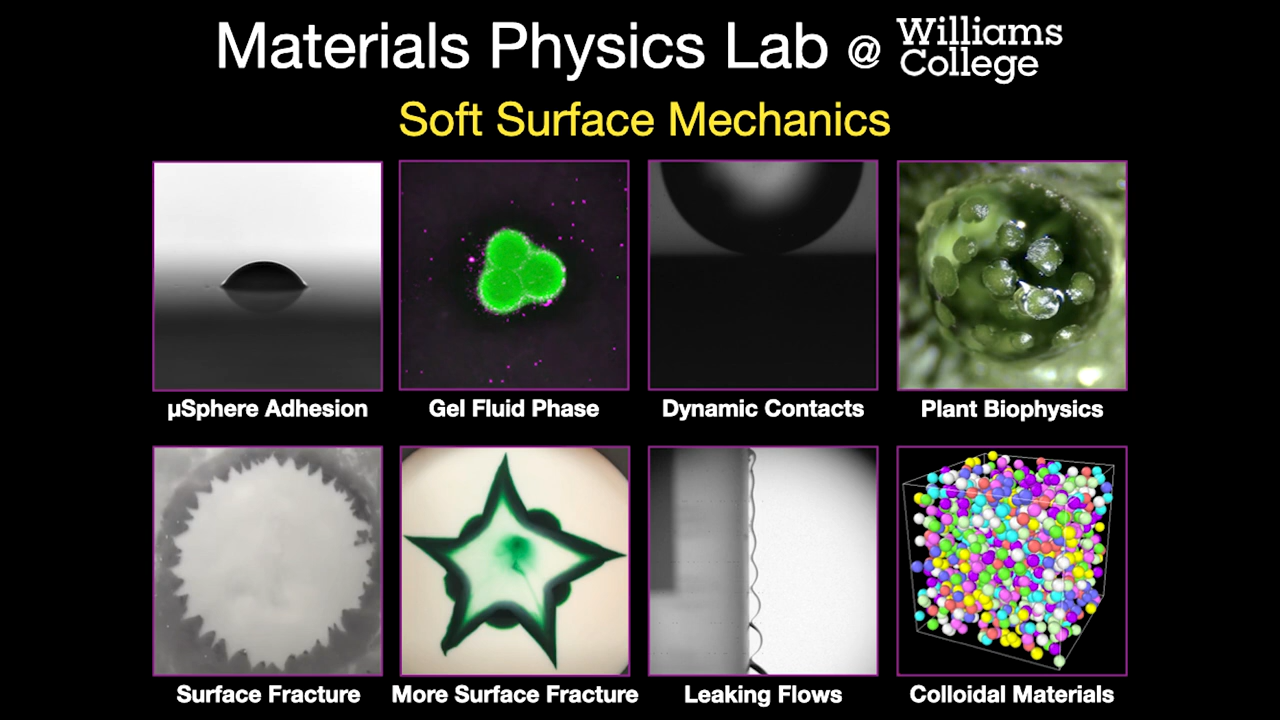 Materials Physics Lab @ Williams College
Soft Surface Mechanics
µSphere Adhesion
Gel Fluid Phase
Dynamic Contacts
Plant Biophysics
Surface Fracture
More Surface Fracture
Leaking Flows
Colloidal Materials